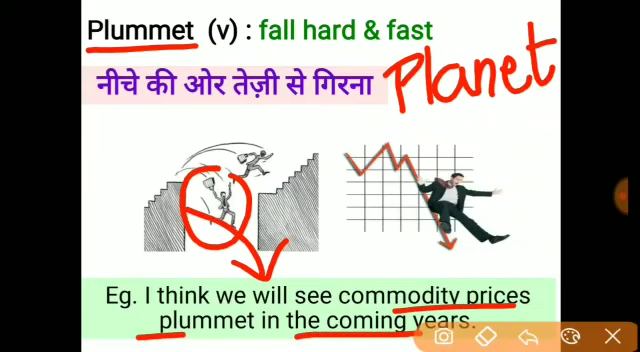 Plummet (v) : fall hard & fast
नीचे की ओर तेज़ी से गिरना
Planet
Eg. I think we will see commodity prices
plummet in the coming years.